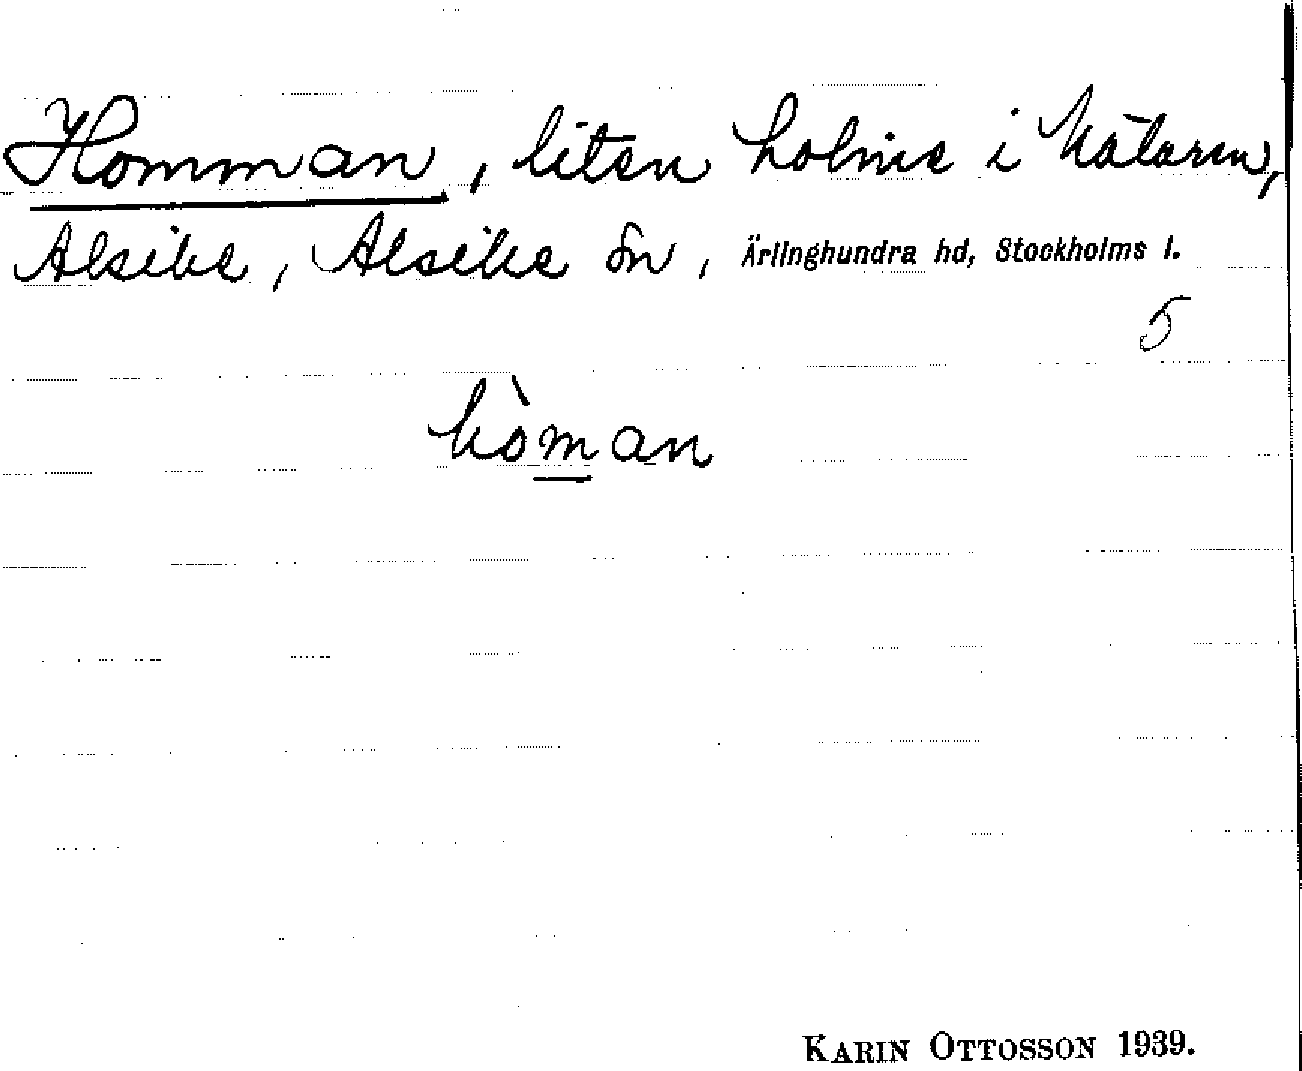 Homman, liten holme i Mälaren,
Alsike, Alsike sn, Ärlinghundra hd, Stockholms l.
5
hòman
KARIN OTTOSSON 1939.